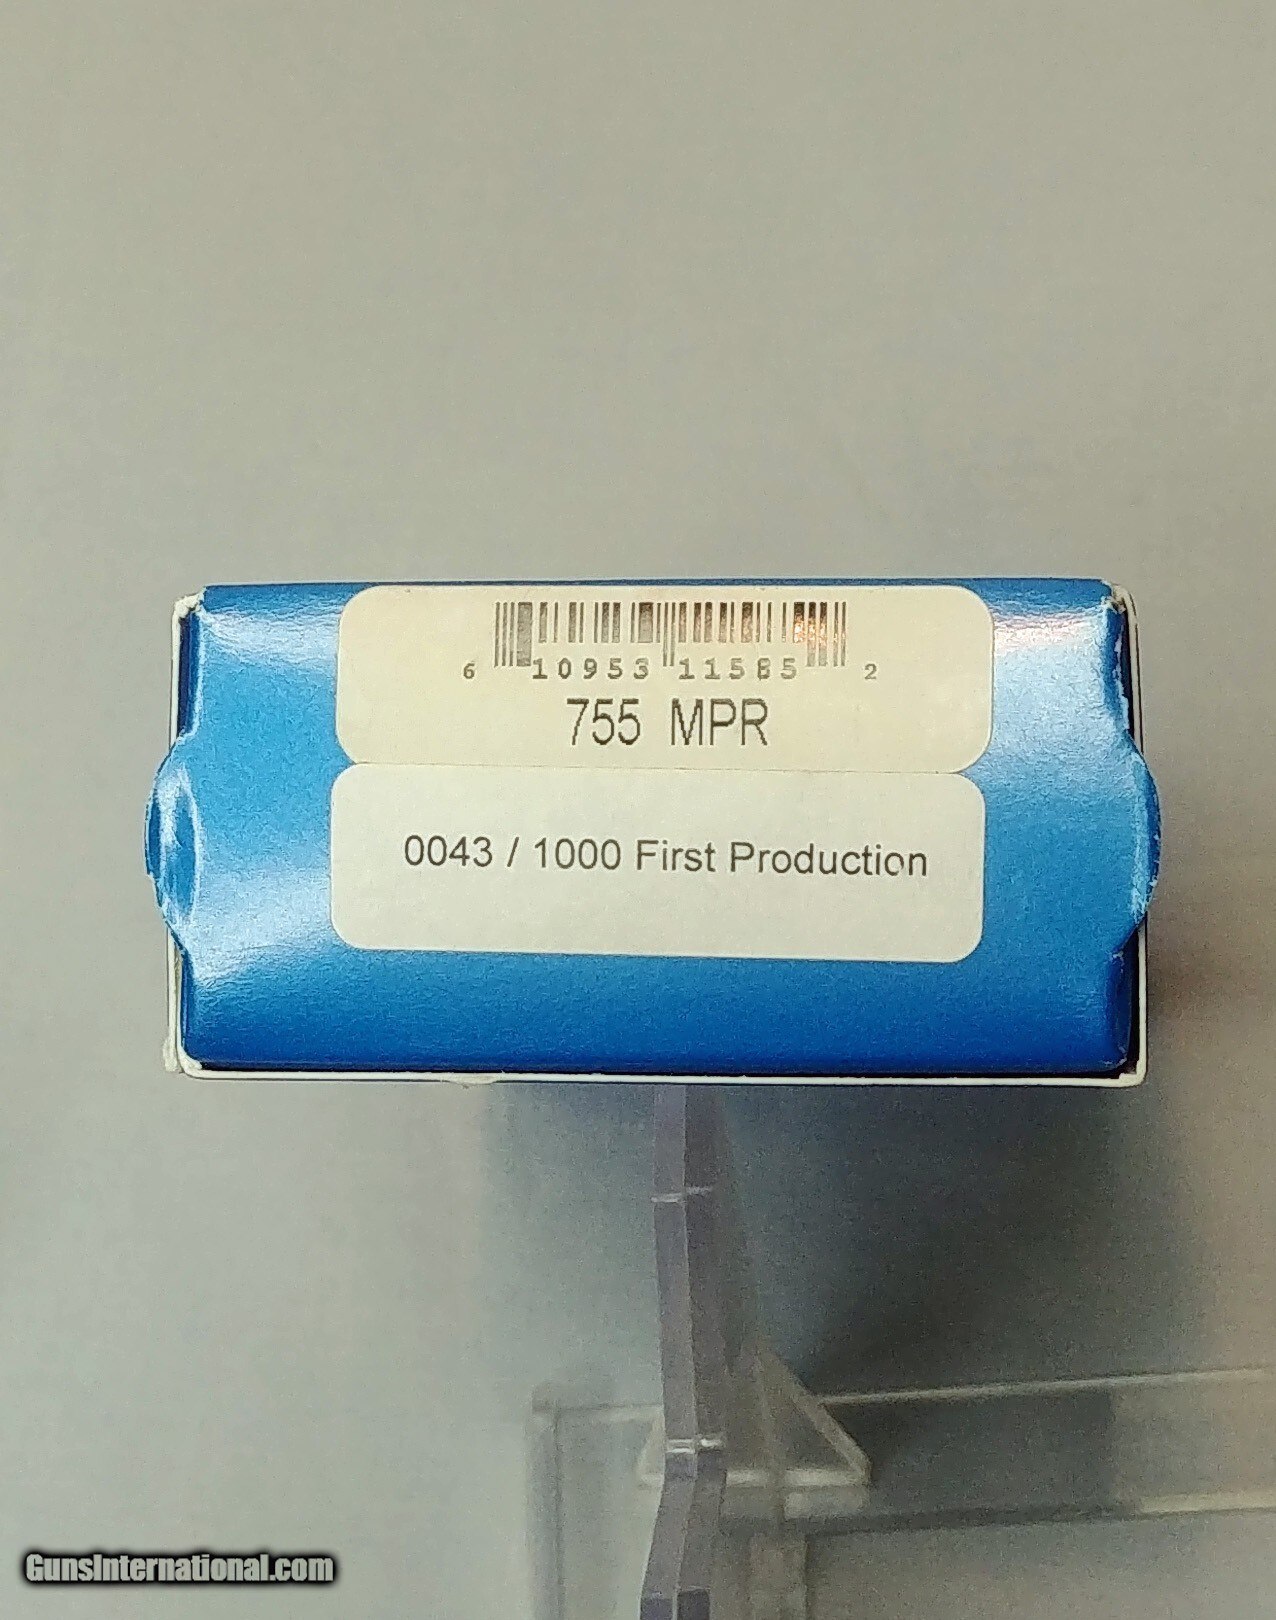 6 10953 11585 2
755 MPR
0043 / 1000 First Production
GunsInternational.com